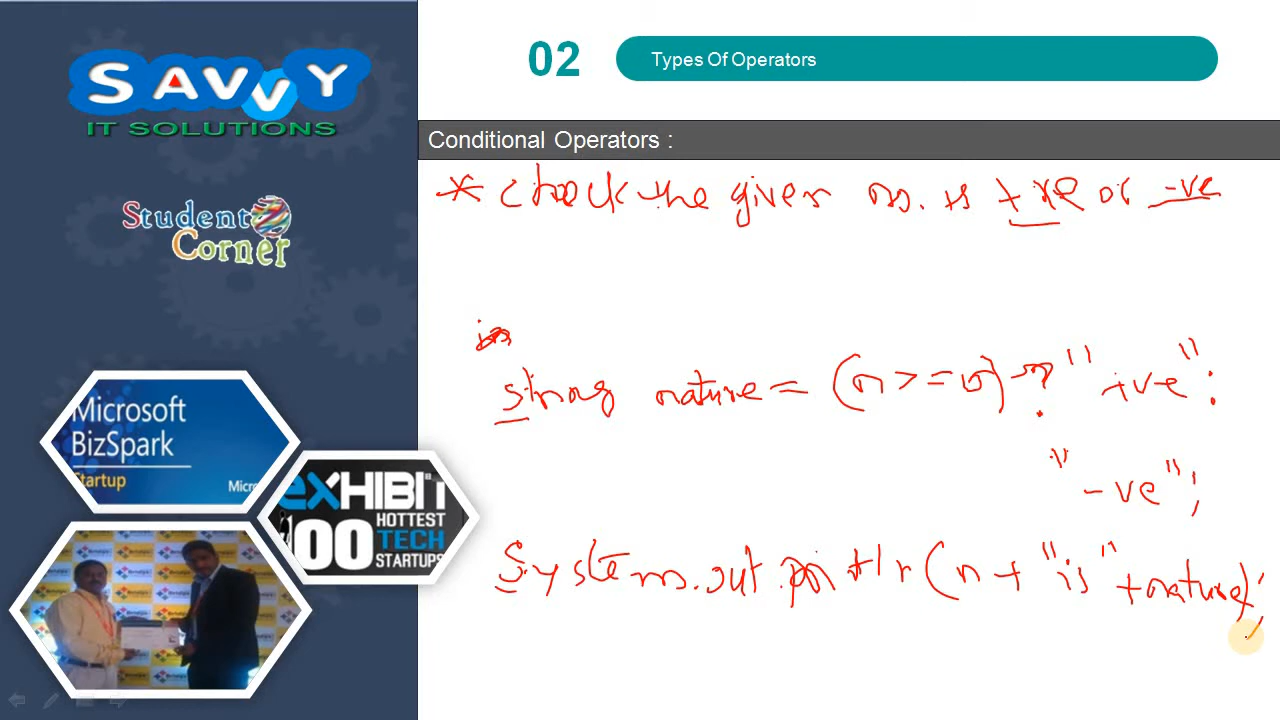 SAVVY
IT SOLUTIONS
Student
Corner
Microsoft
BizSpark
Startup
Micro
eXHIBIT
100 HOTTEST
TECH
STARTUPS
02 Types Of Operators
Conditional Operators :
* check the given no. is +ve or -ve
string nature = (n >= 0) ? "+ve" :
"-ve";
System.out.println(n + "is" + nature);